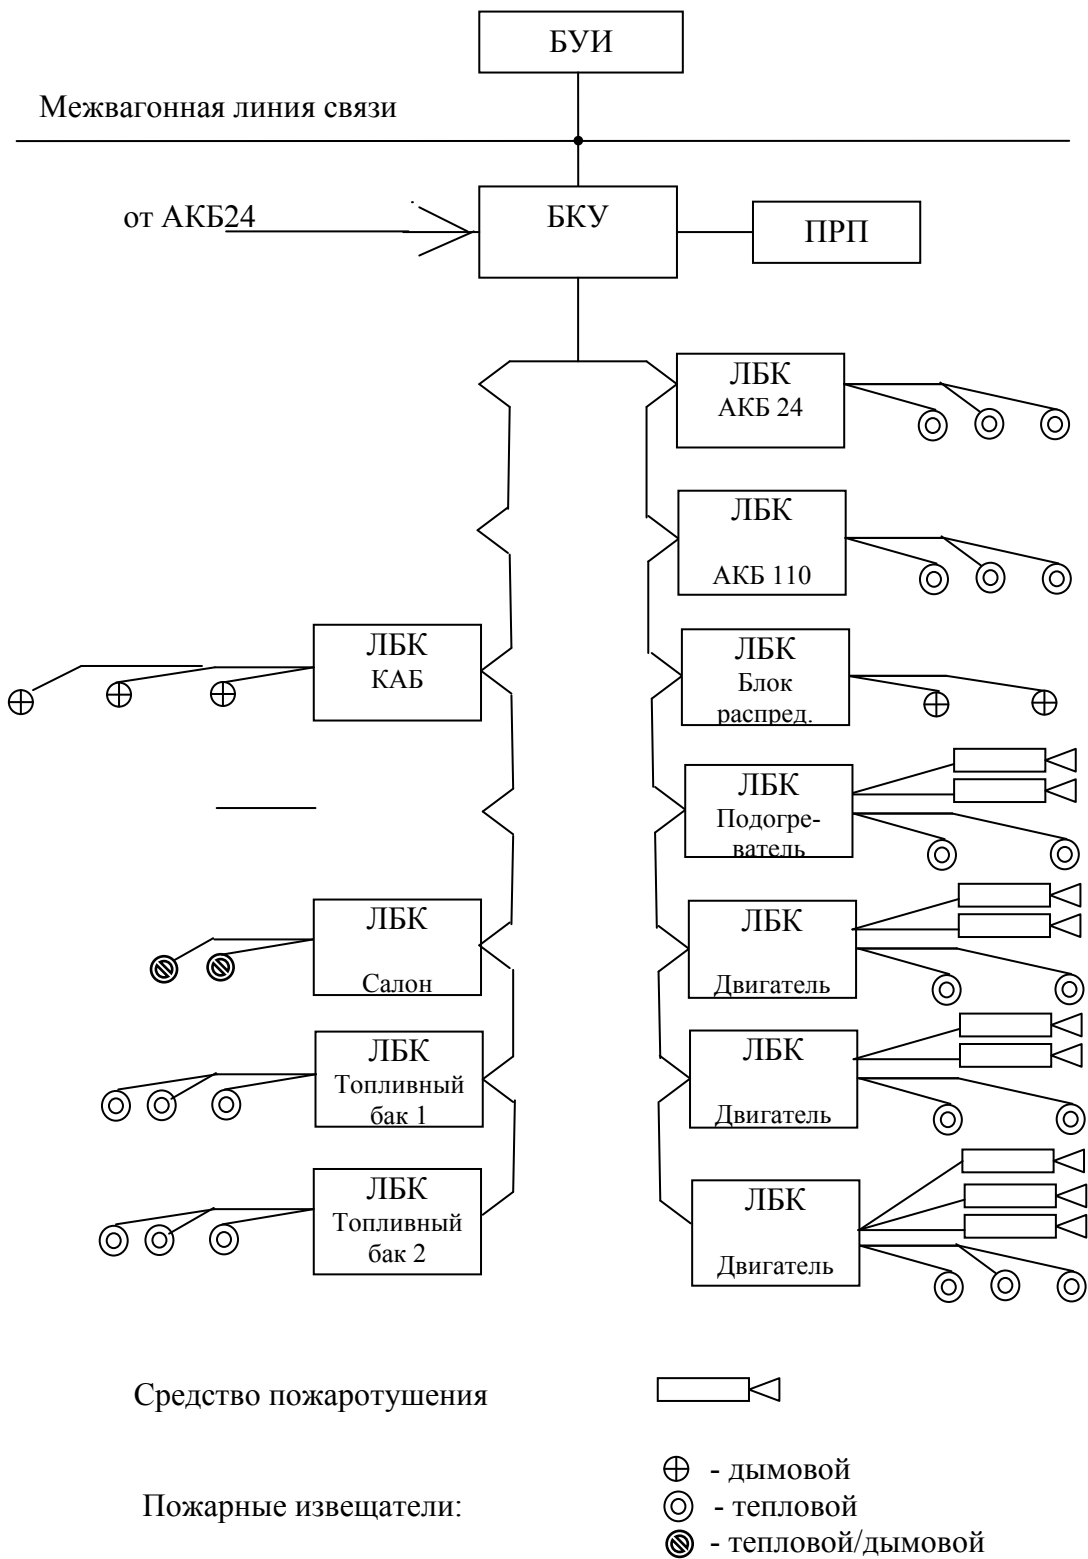 БУИ
Межвагонная линия связи
от АКБ24
БКУ
ПРП
ЛБК
АКБ 24
ЛБК
АКБ 110
ЛБК
КАБ
ЛБК
Блок
распред.
ЛБК
Подогре-
ватель
ЛБК
Салон
ЛБК
Двигатель
ЛБК
Топливный
бак 1
ЛБК
Двигатель
ЛБК
Топливный
бак 2
ЛБК
Двигатель
Средство пожаротушения
Пожарные извещатели:
- дымовой
- тепловой
- тепловой/дымовой